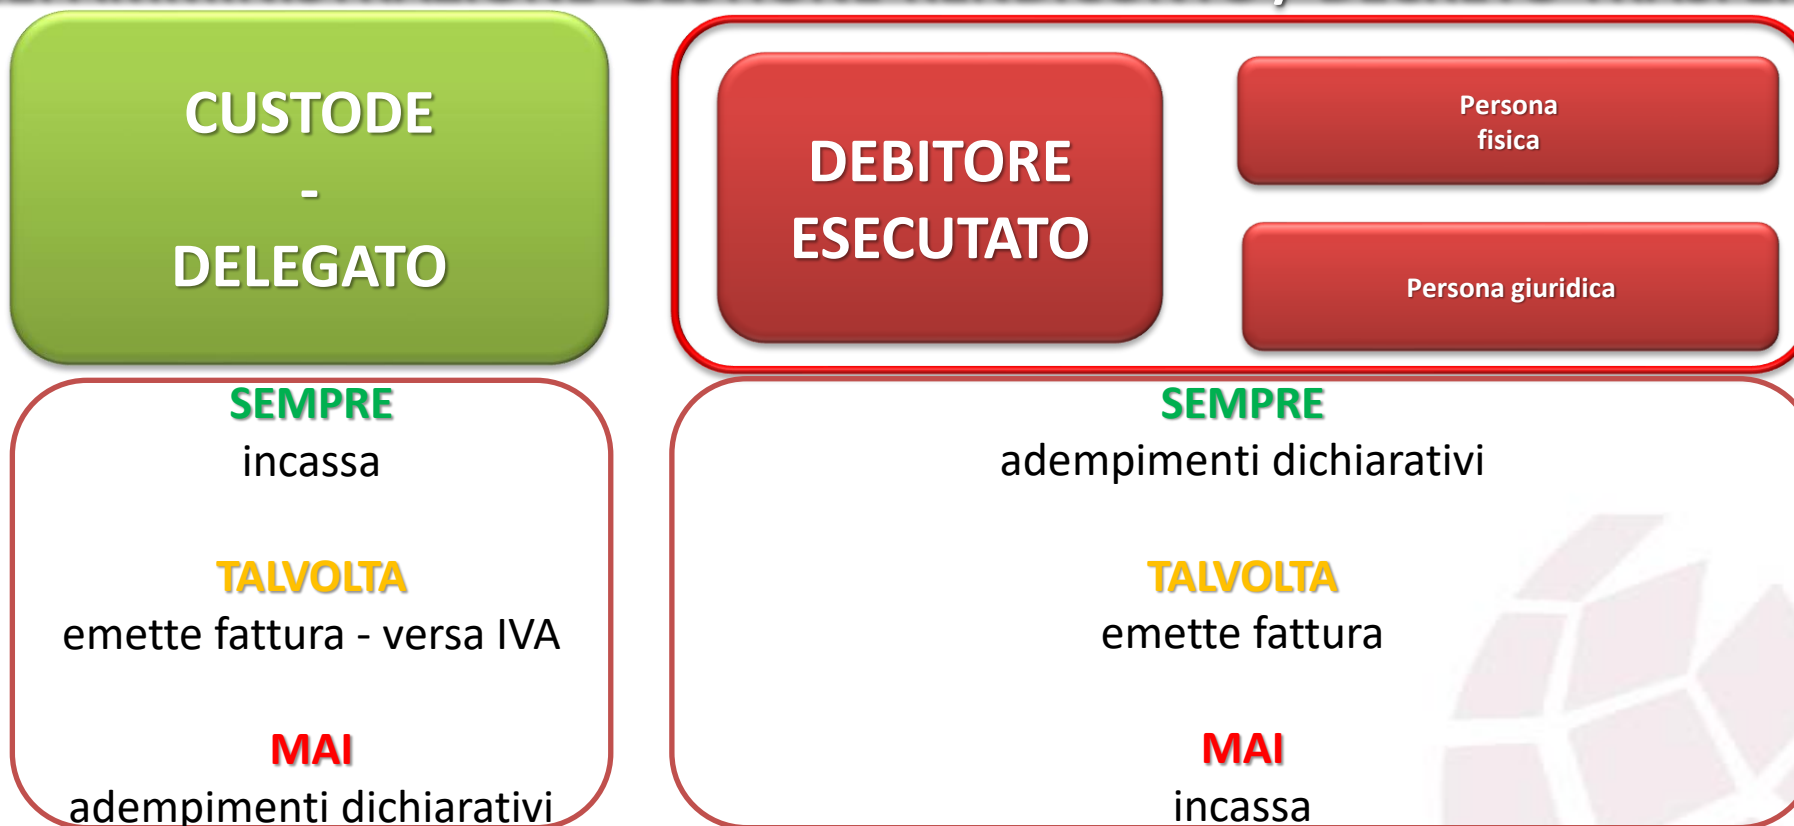 CUSTODE
-
DELEGATO
DEBITORE
ESECUTATO
Persona
fisica
Persona giuridica
SEMPRE
incassa
TALVOLTA
emette fattura - versa IVA
MAI
adempimenti dichiarativi
SEMPRE
adempimenti dichiarativi
TALVOLTA
emette fattura
MAI
incassa